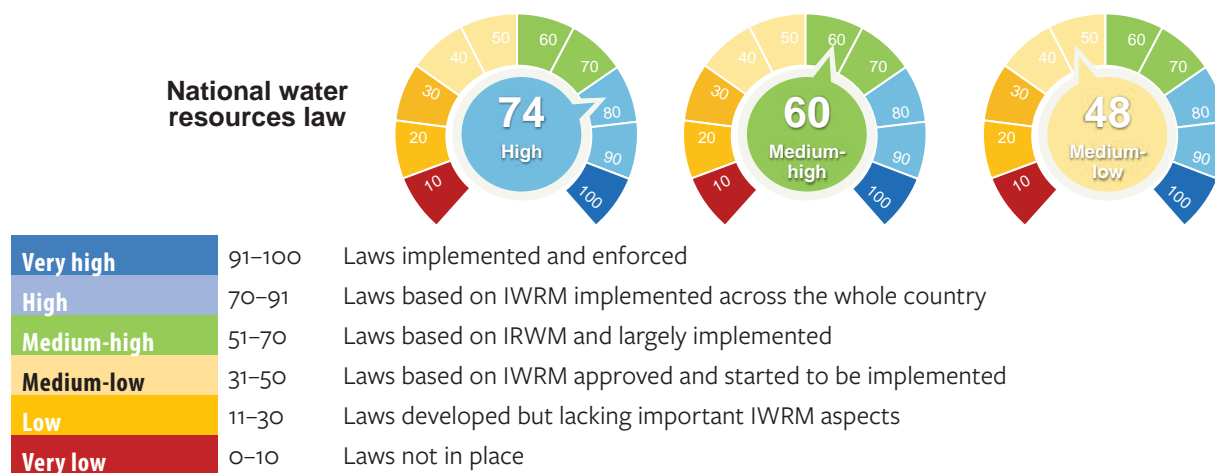 National water
resources law
10
20
30
40
50
60
70
80
90
100
74
High
10
20
30
40
50
60
70
80
90
100
60
Medium-
high
10
20
30
40
50
60
70
80
90
100
48
Medium-
low
Very high 91–100 Laws implemented and enforced
High 70–91 Laws based on IWRM implemented across the whole country
Medium-high 51–70 Laws based on IRWM and largely implemented
Medium-low 31–50 Laws based on IWRM approved and started to be implemented
Low 11–30 Laws developed but lacking important IWRM aspects
Very low 0–10 Laws not in place